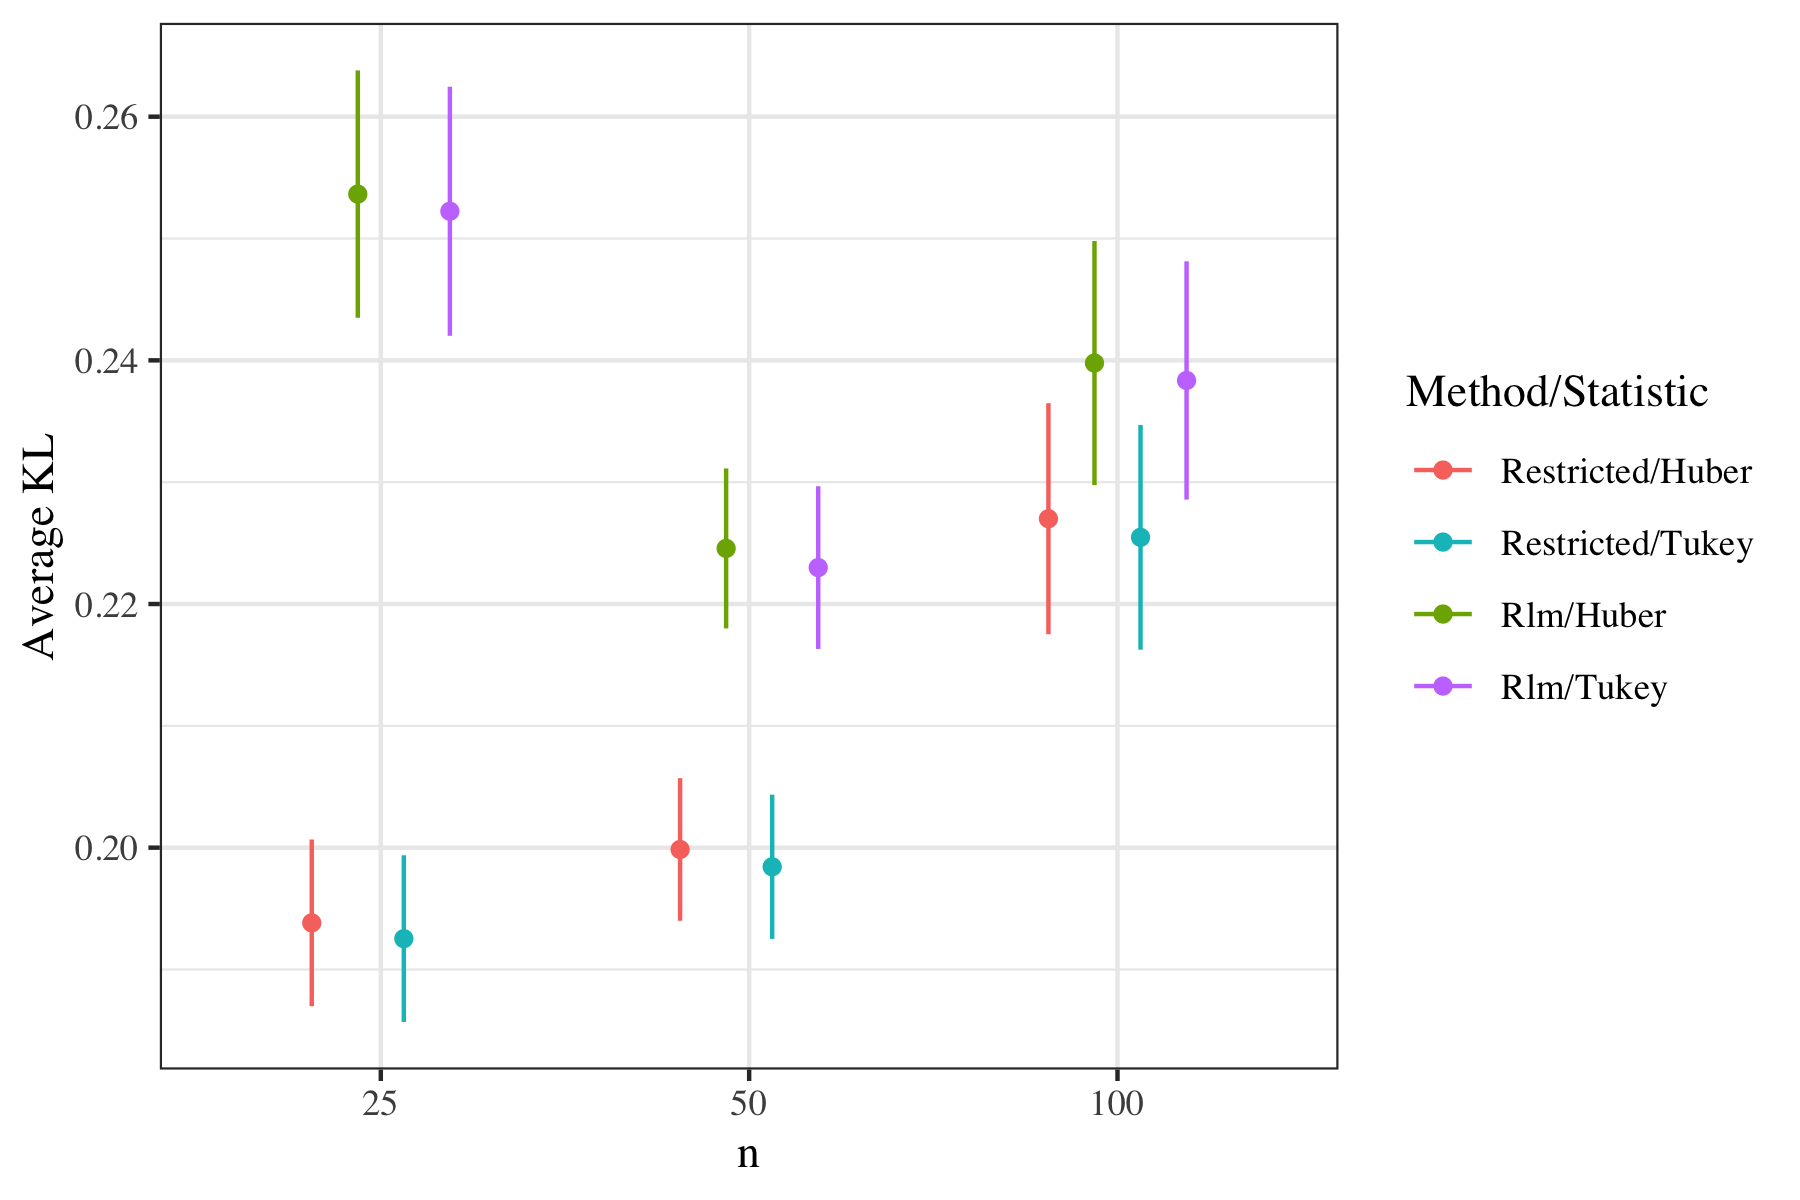 0.26
0.24
0.22
0.20
Average KL
25
50
100
n
Method/Statistic
Restricted/Huber
Restricted/Tukey
Rlm/Huber
Rlm/Tukey